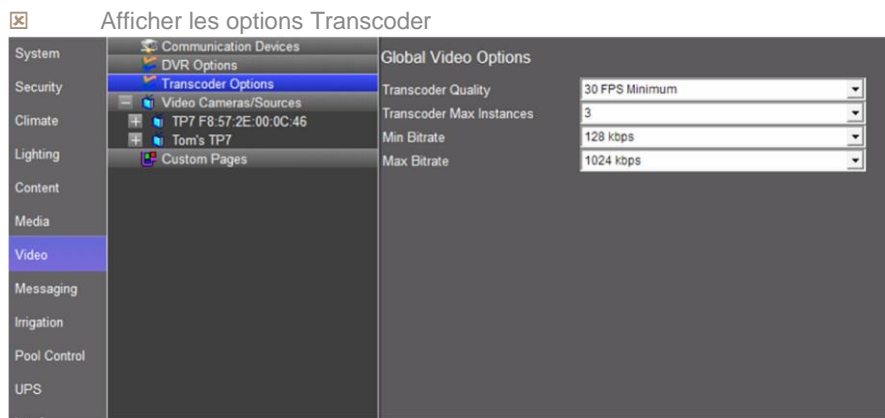 Afficher les options Transcoder
System
Security
Climate
Lighting
Content
Media
Video
Messaging
Irrigation
Pool Control
UPS
Communication Devices
DVR Options
Transcoder Options
Video Cameras/Sources
TP7 F8:57:2E:00:0C:46
Tom's TP7
Custom Pages
Global Video Options
Transcoder Quality 30 FPS Minimum
Transcoder Max Instances 3
Min Bitrate 128 kbps
Max Bitrate 1024 kbps